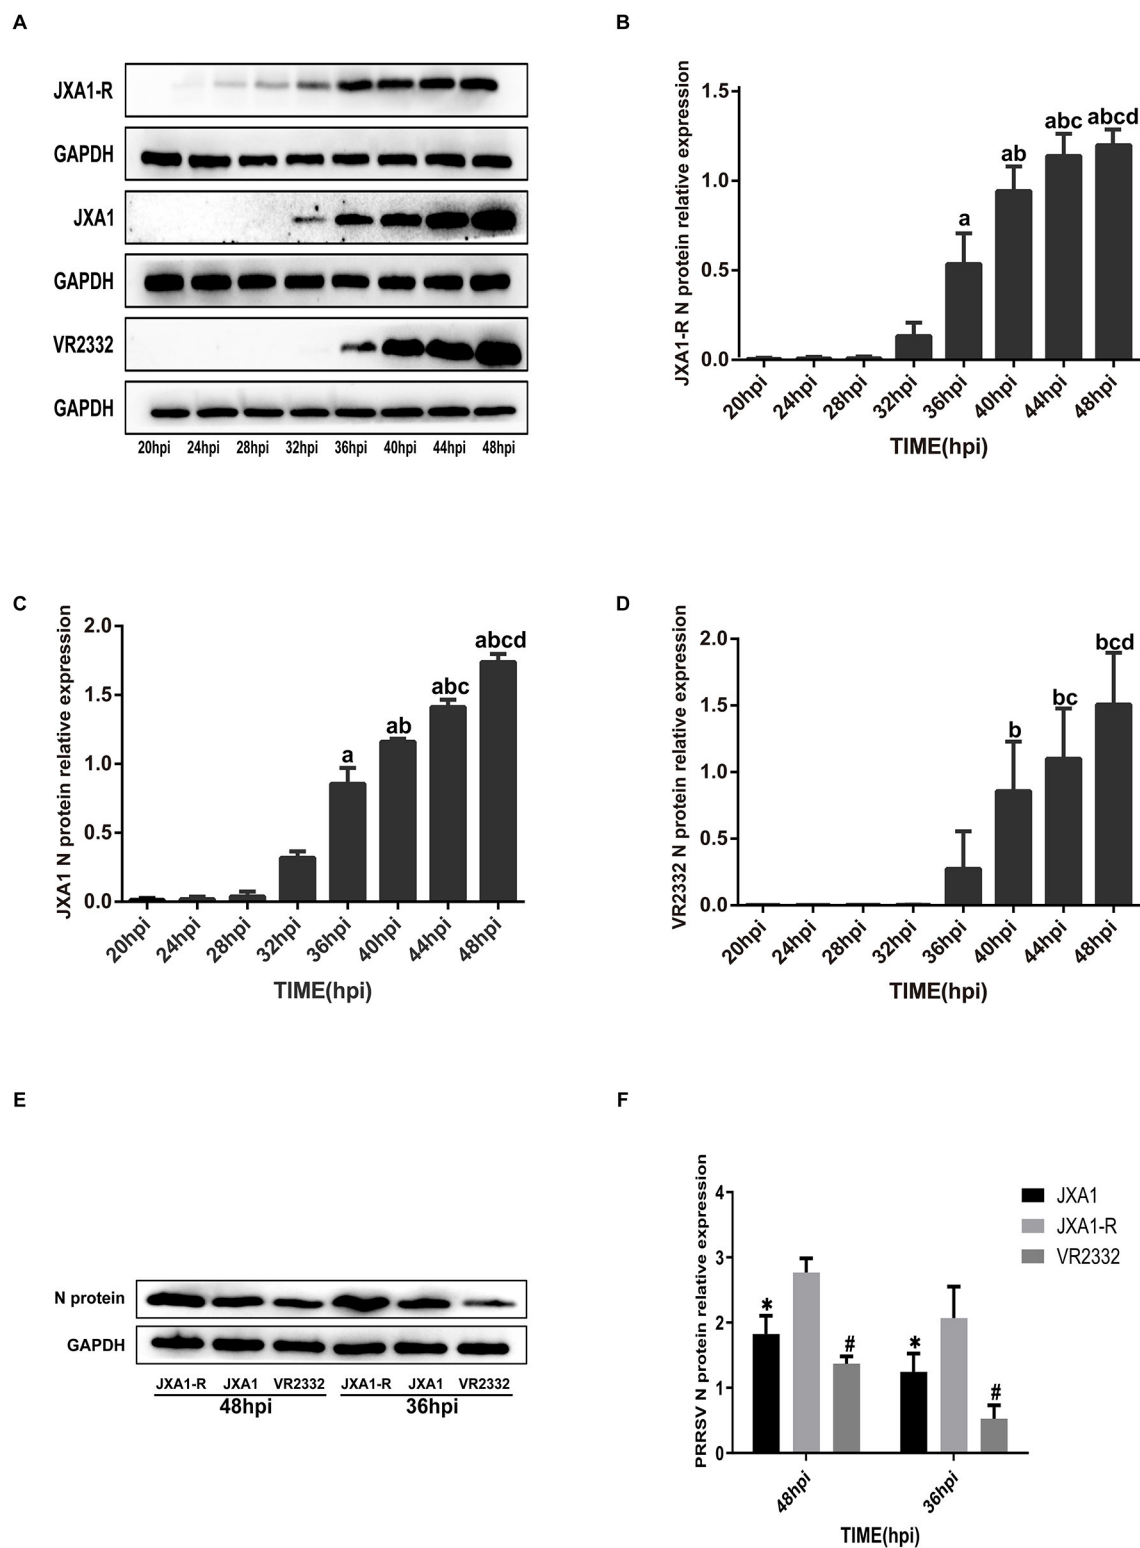 A
JXA1-R
GAPDH
JXA1
GAPDH
VR2332
GAPDH
20hpi 24hpi 28hpi 32hpi 36hpi 40hpi 44hpi 48hpi
B
JXA1-R N protein relative expression
1.5
1.0
0.5
0.0
a
ab
abc
abcd
20hpi 24hpi 28hpi 32hpi 36hpi 40hpi 44hpi 48hpi
TIME(hpi)
C
JXA1 N protein relative expression
2.0
1.5
1.0
0.5
0.0
a
ab
abc
abcd
20hpi 24hpi 28hpi 32hpi 36hpi 40hpi 44hpi 48hpi
TIME(hpi)
D
VR2332 N protein relative expression
2.0
1.5
1.0
0.5
0.0
b
bc
bcd
20hpi 24hpi 28hpi 32hpi 36hpi 40hpi 44hpi 48hpi
TIME(hpi)
E
N protein
GAPDH
JXA1-R JXA1 VR2332 JXA1-R JXA1 VR2332
48hpi 36hpi
F
PRRSV N protein relative expression
4
3
2
1
0
* # * #
JXA1
JXA1-R
VR2332
48hpi 36hpi
TIME(hpi)